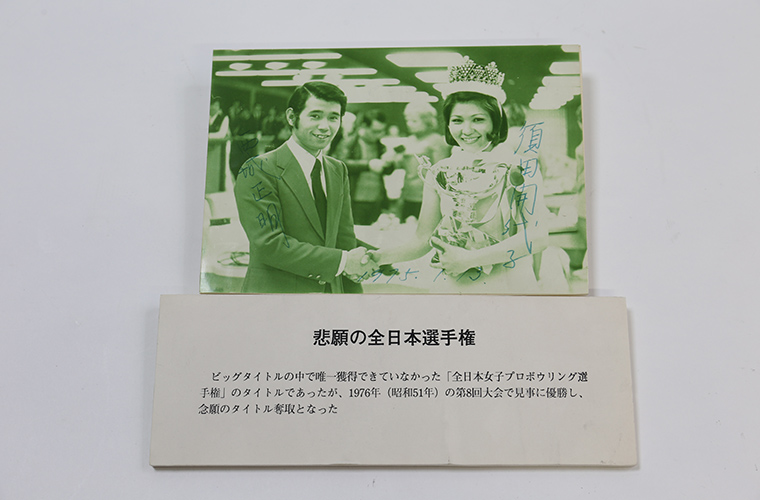 須田開代子
正明
1975. 1. 3.
悲願の全日本選手権
ビッグタイトルの中で唯一獲得できていなかった「全日本女子プロボウリング選
手権」のタイトルであったが、1976年（昭和51年）の第8回大会で見事に優勝し、
念願のタイトル奪取となった